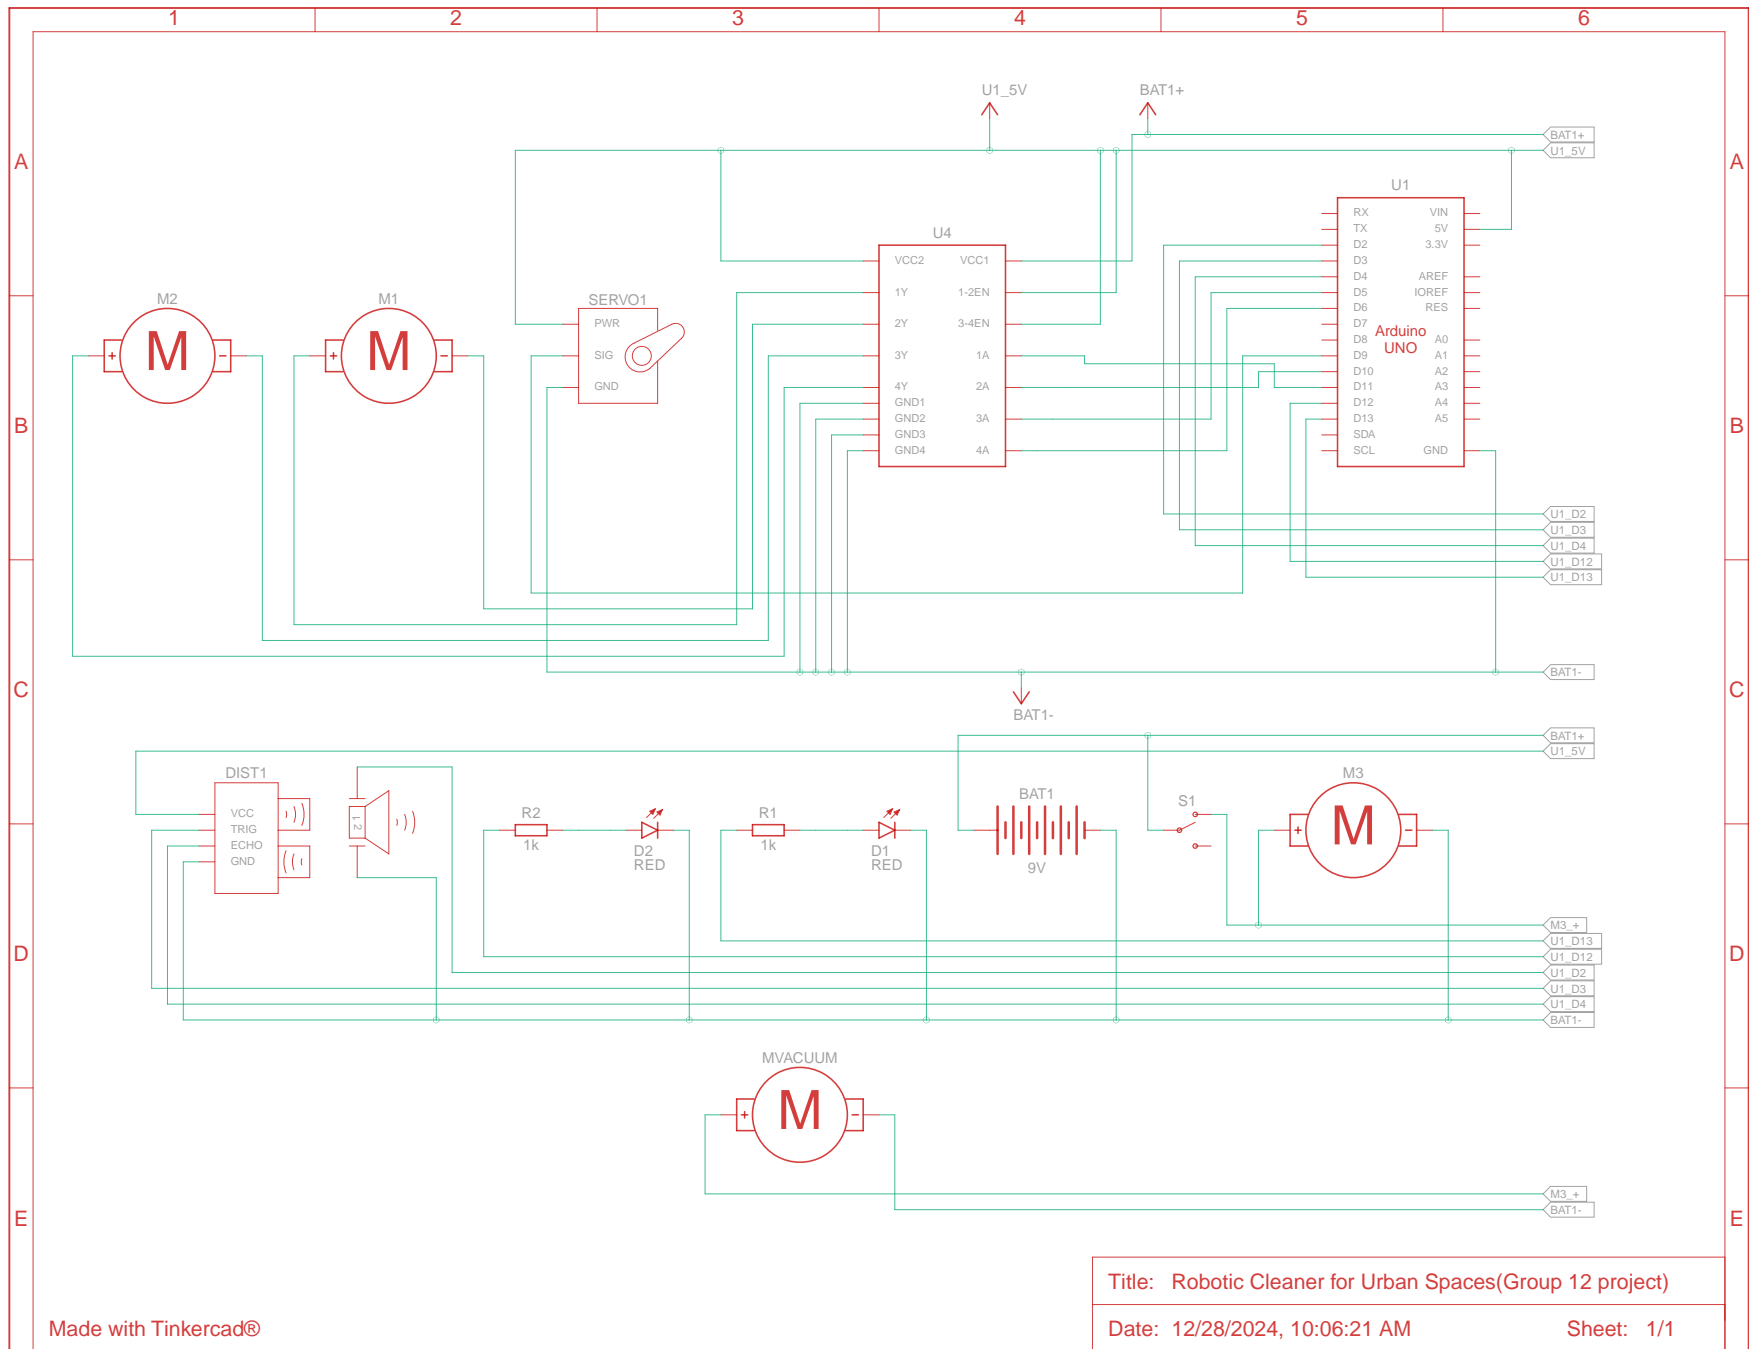 1 2 3 4 5 6
A A
B B
C C
D D
E E
U1_5V
BAT1+
BAT1+
U1_5V
U1
RX
TX
D2
D3
D4
D5
D6
D7
D8
D9
D10
D11
D12
D13
SDA
SCL
VIN
5V
3.3V
AREF
IOREF
RES
A0
A1
A2
A3
A4
A5
GND
Arduino
UNO
U4
VCC2
1Y
2Y
3Y
4Y
GND1
GND2
GND3
GND4
VCC1
1-2EN
3-4EN
1A
2A
3A
4A
M2
+ M -
M1
+ M -
SERVO1
PWR
SIG
GND
U1_D2
U1_D3
U1_D4
U1_D12
U1_D13
BAT1-
BAT1-
BAT1+
U1_5V
DIST1
VCC
TRIG
ECHO
GND
1 2
R2
1k
D2
RED
R1
1k
D1
RED
BAT1
9V
S1
M3
+ M -
M3_+
U1_D13
U1_D12
U1_D2
U1_D3
U1_D4
BAT1-
MVACUUM
+ M -
M3_+
BAT1-
Title: Robotic Cleaner for Urban Spaces(Group 12 project)
Made with Tinkercad®
Date: 12/28/2024, 10:06:21 AM Sheet: 1/1